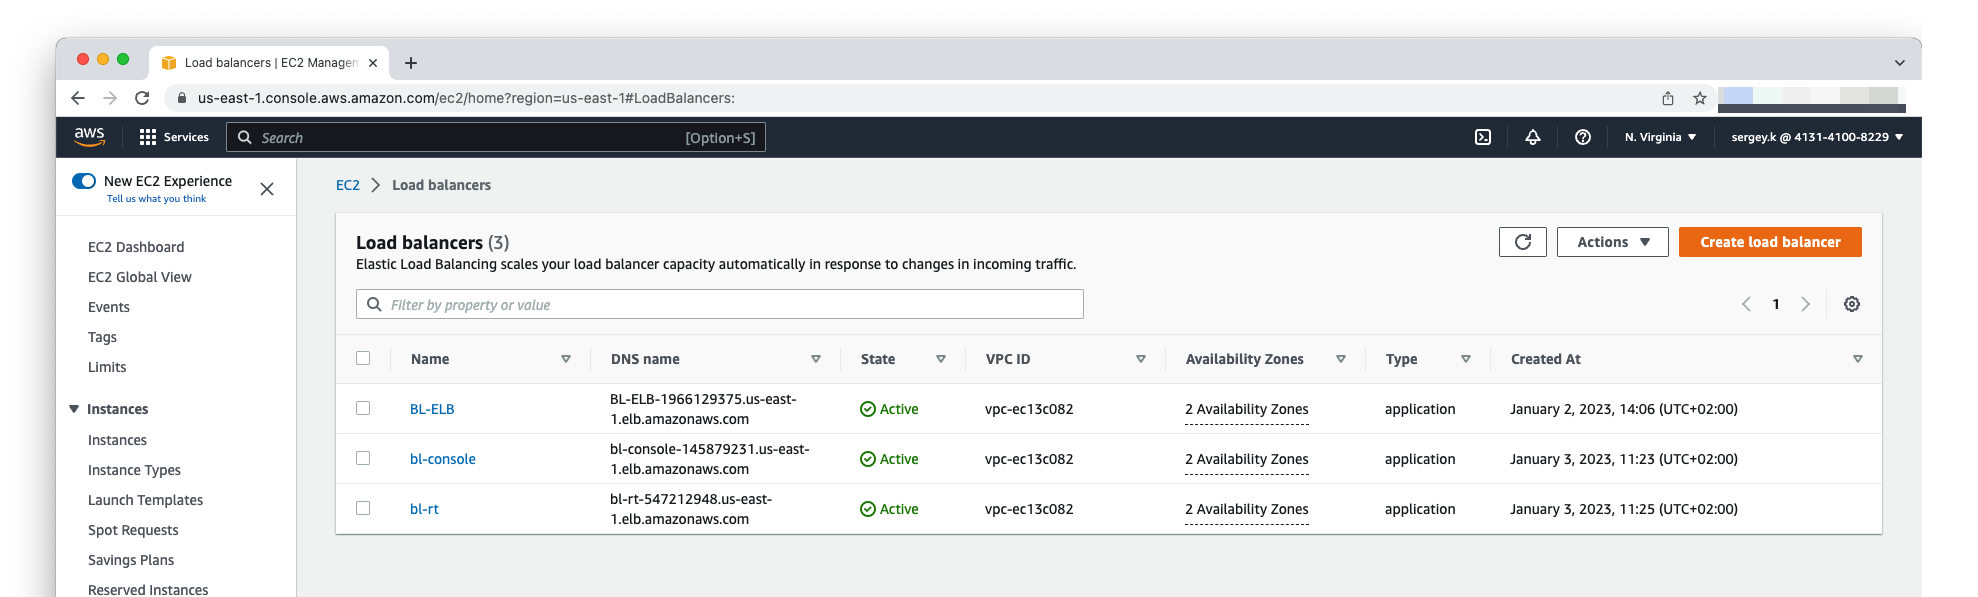 Load balancers | EC2 Managem
us-east-1.console.aws.amazon.com/ec2/home?region=us-east-1#LoadBalancers:
aws Services Search [Option+S] N. Virginia sergey.k @ 4131-4100-8229
New EC2 Experience
Tell us what you think
EC2 Dashboard
EC2 Global View
Events
Tags
Limits
Instances
Instances
Instance Types
Launch Templates
Spot Requests
Savings Plans
Reserved Instances
EC2 Load balancers
Load balancers (3)
Elastic Load Balancing scales your load balancer capacity automatically in response to changes in incoming traffic.
Actions Create load balancer
Filter by property or value
1
Name DNS name State VPC ID Availability Zones Type Created At
BL-ELB BL-ELB-1966129375.us-east-1.elb.amazonaws.com Active vpc-ec13c082 2 Availability Zones application January 2, 2023, 14:06 (UTC+02:00)
bl-console bl-console-145879231.us-east-1.elb.amazonaws.com Active vpc-ec13c082 2 Availability Zones application January 3, 2023, 11:23 (UTC+02:00)
bl-rt bl-rt-547212948.us-east-1.elb.amazonaws.com Active vpc-ec13c082 2 Availability Zones application January 3, 2023, 11:25 (UTC+02:00)